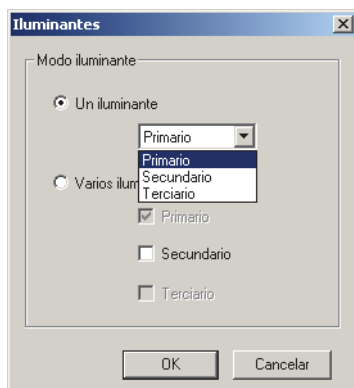 Iluminantes
Modo iluminante
Un iluminante
Primario
Primario
Secundario
Terciario
Varios ilum
Primario
Secundario
Terciario
OK
Cancelar